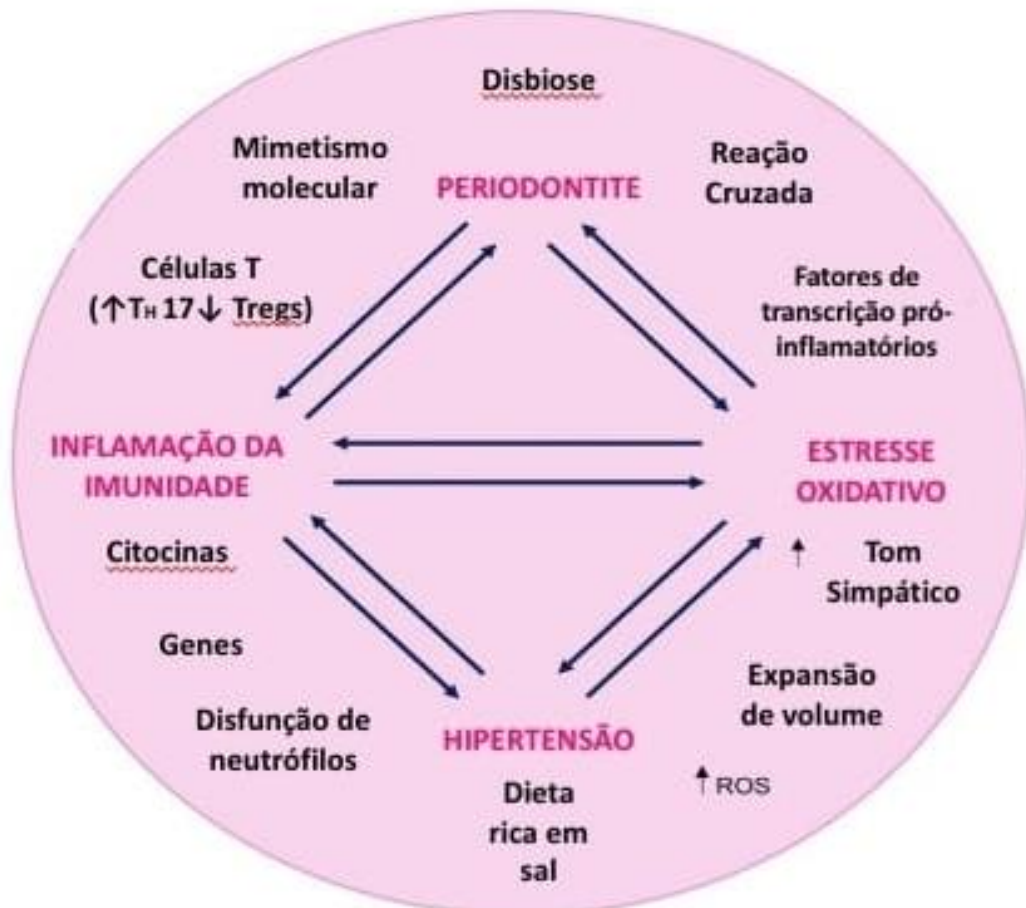 Disbiose
Mimetismo
molecular
PERIODONTITE
Reação
Cruzada
Células T
(↑TH 17↓ Tregs)
Fatores de
transcrição pró-
inflamatórios
INFLAMAÇÃO DA
IMUNIDADE
ESTRESSE
OXIDATIVO
Citocinas
↑ Tom
Simpático
Genes
Expansão
de volume
Disfunção de
neutrófilos
HIPERTENSÃO
↑ ROS
Dieta
rica em
sal